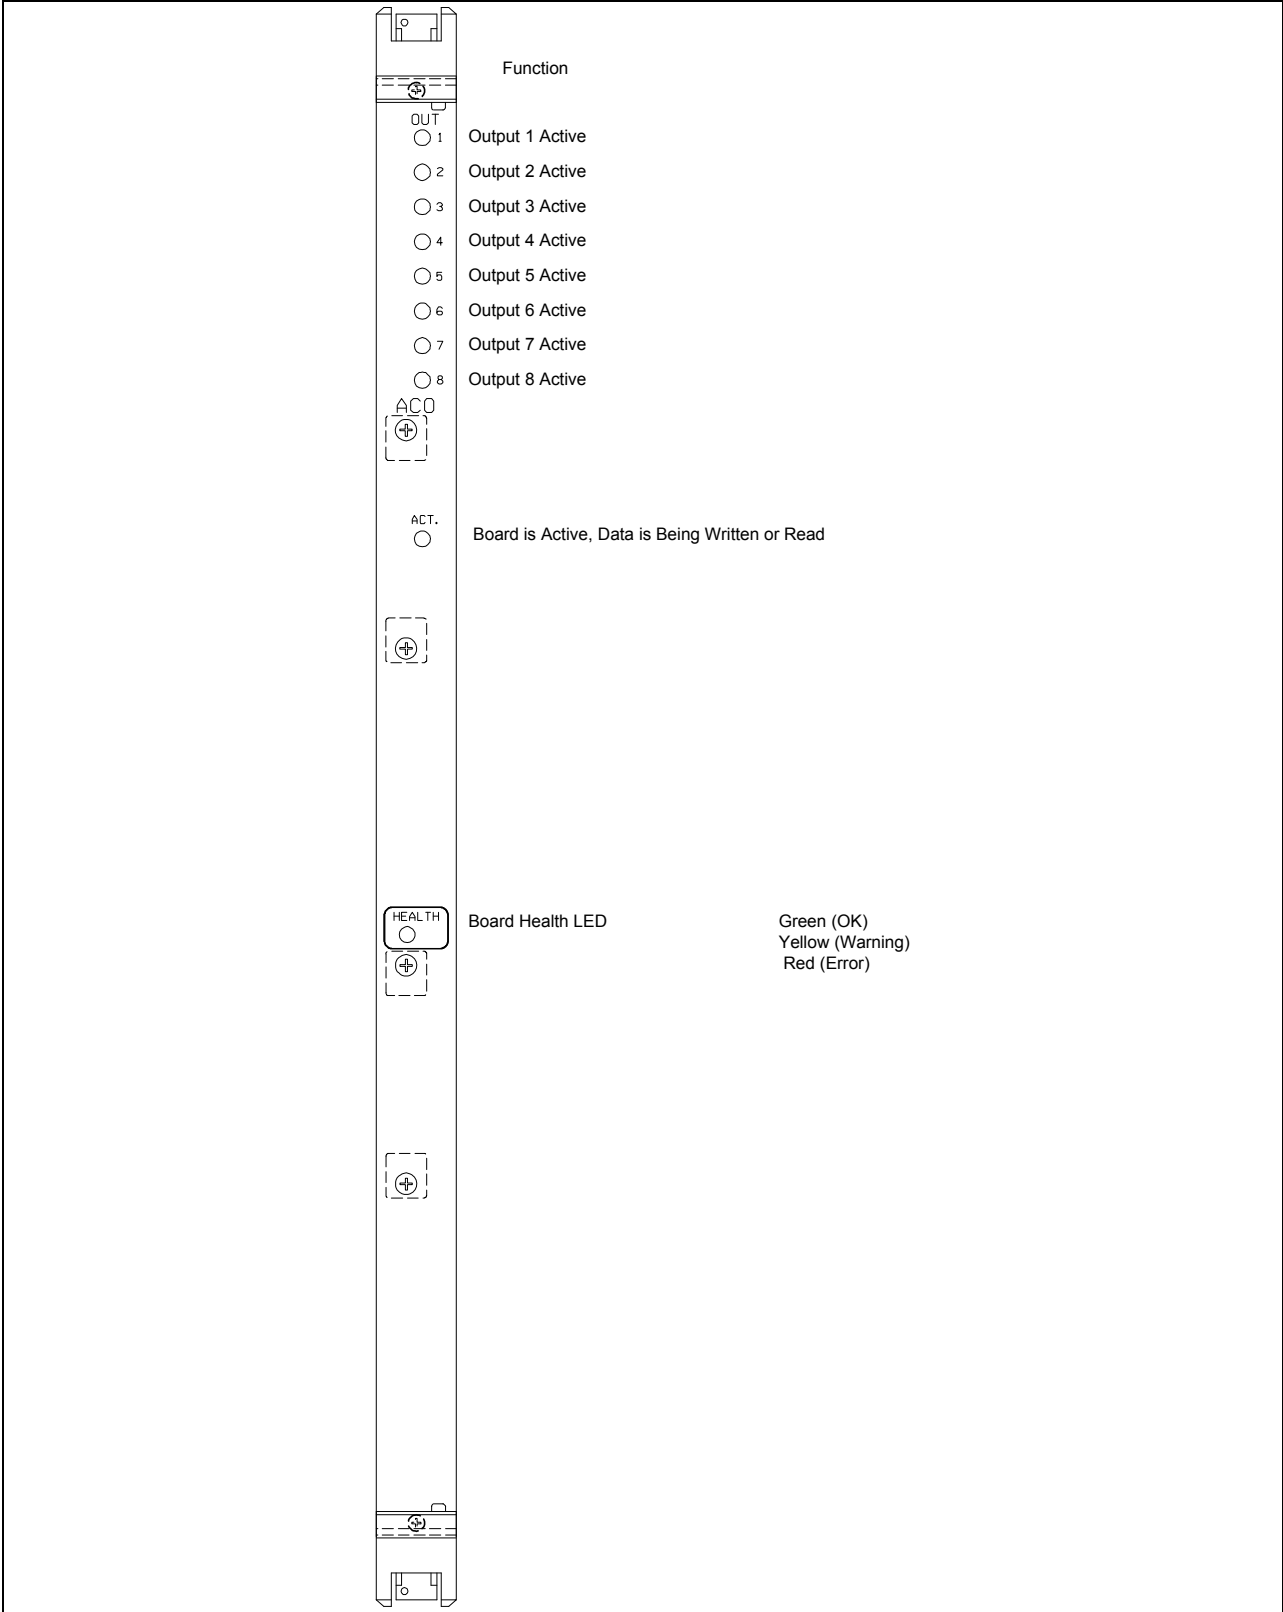 Function
OUT
1 Output 1 Active
2 Output 2 Active
3 Output 3 Active
4 Output 4 Active
5 Output 5 Active
6 Output 6 Active
7 Output 7 Active
8 Output 8 Active
ACO
ACT.
Board is Active, Data is Being Written or Read
HEALTH
Board Health LED
Green (OK)
Yellow (Warning)
Red (Error)